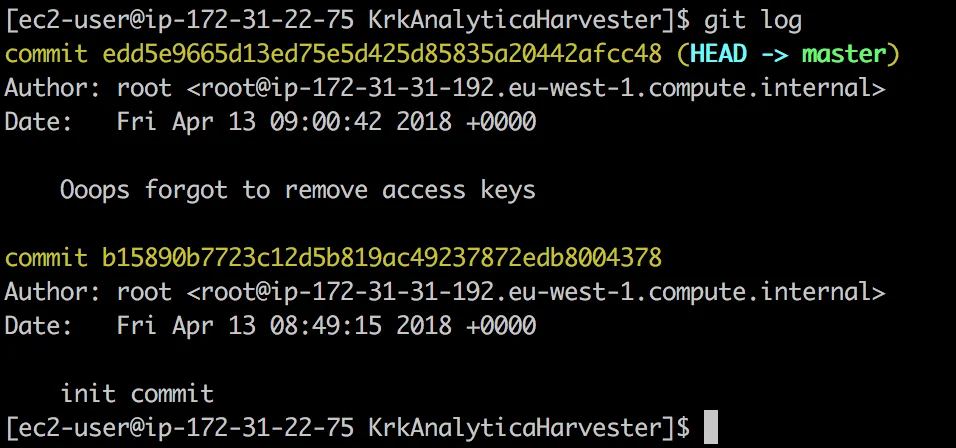 [ec2-user@ip-172-31-22-75 KrkAnalyticaHarvester]$ git log
commit edd5e9665d13ed75e5d425d85835a20442afcc48 (HEAD -> master)
Author: root <root@ip-172-31-31-192.eu-west-1.compute.internal>
Date:   Fri Apr 13 09:00:42 2018 +0000
    Ooops forgot to remove access keys
commit b15890b7723c12d5b819ac49237872edb8004378
Author: root <root@ip-172-31-31-192.eu-west-1.compute.internal>
Date:   Fri Apr 13 08:49:15 2018 +0000
    init commit
[ec2-user@ip-172-31-22-75 KrkAnalyticaHarvester]$